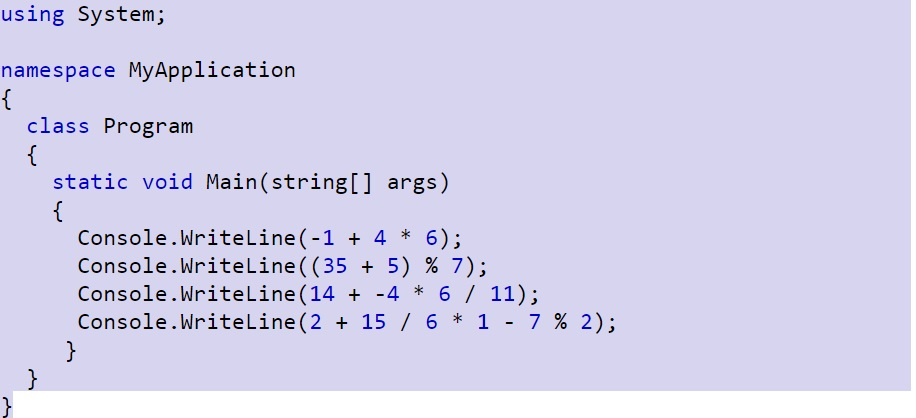 using System;

namespace MyApplication
{
  class Program
  {
    static void Main(string[] args)
    {
      Console.WriteLine(-1 + 4 * 6);
      Console.WriteLine((35 + 5) % 7);
      Console.WriteLine(14 + -4 * 6 / 11);
      Console.WriteLine(2 + 15 / 6 * 1 - 7 % 2);
     }
  }
}